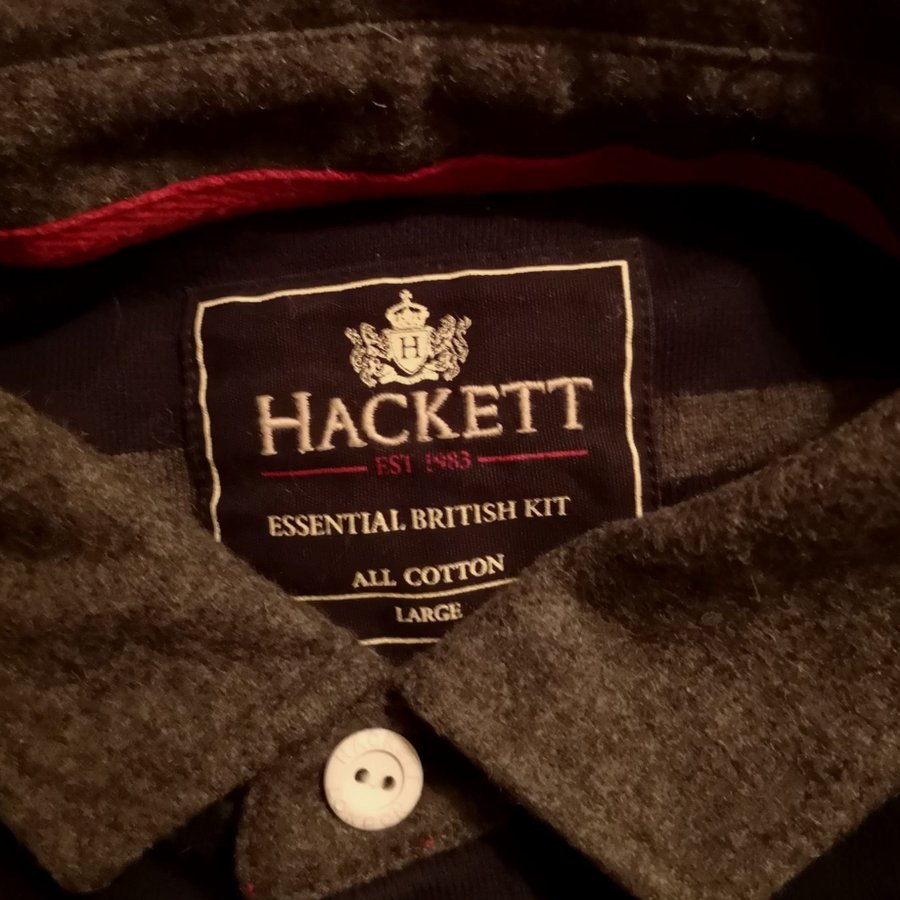 H
HACKETT
EST 1983
ESSENTIAL BRITISH KIT
ALL COTTON
LARGE